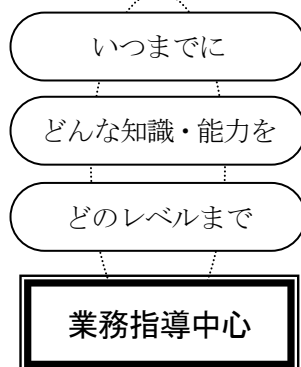 いつまでに
どんな知識・能力を
どのレベルまで
業務指導中心